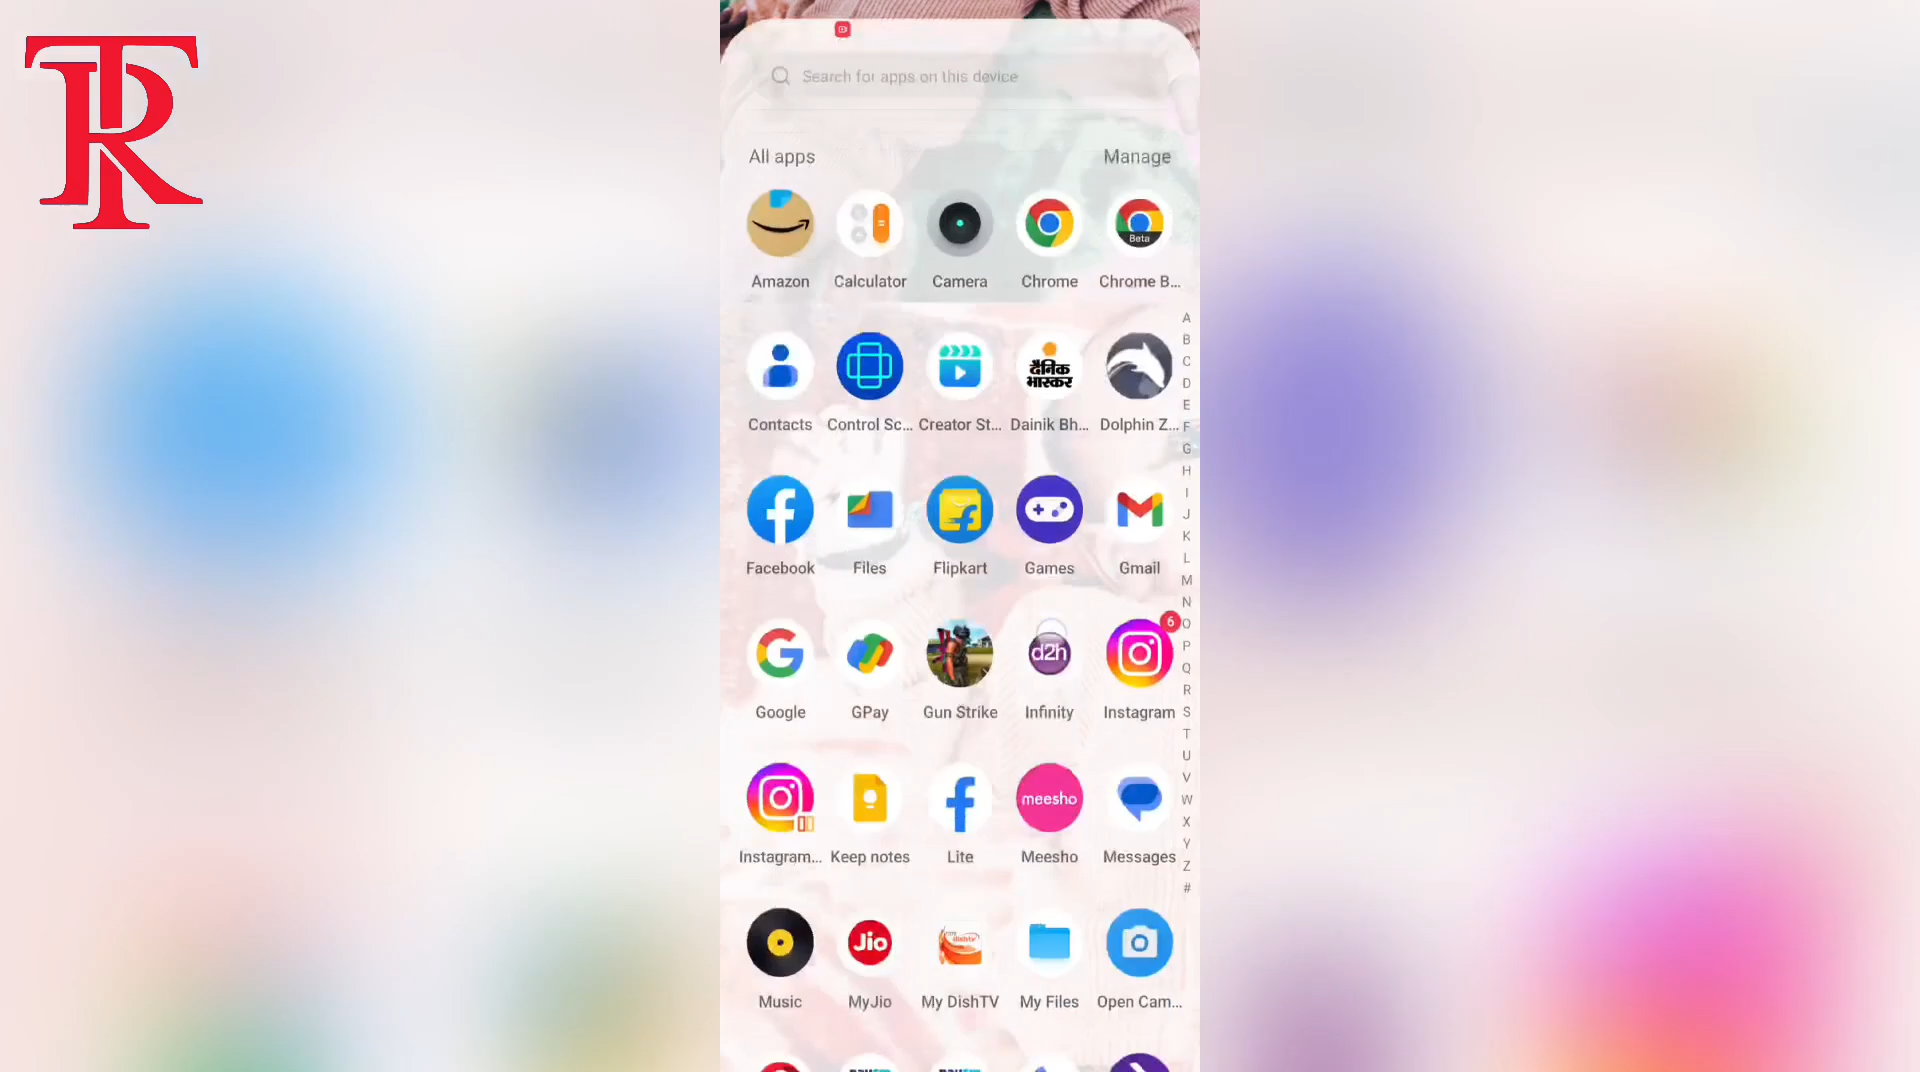 TR
Search for apps on this device
All apps
Manage
Beta
Amazon
Calculator
Camera
Chrome
Chrome B...
दैनिक
भास्कर
Contacts
Control Sc...
Creator St...
Dainik Bh...
Dolphin Z...
Facebook
Files
Flipkart
Games
Gmail
d2h
6
Google
GPay
Gun Strike
Infinity
Instagram
meesho
Instagram...
Keep notes
Lite
Meesho
Messages
Jio
Music
MyJio
My DishTV
My Files
Open Cam...
A
B
C
D
E
F
G
H
I
J
K
L
M
N
O
P
Q
R
S
T
U
V
W
X
Y
Z
#